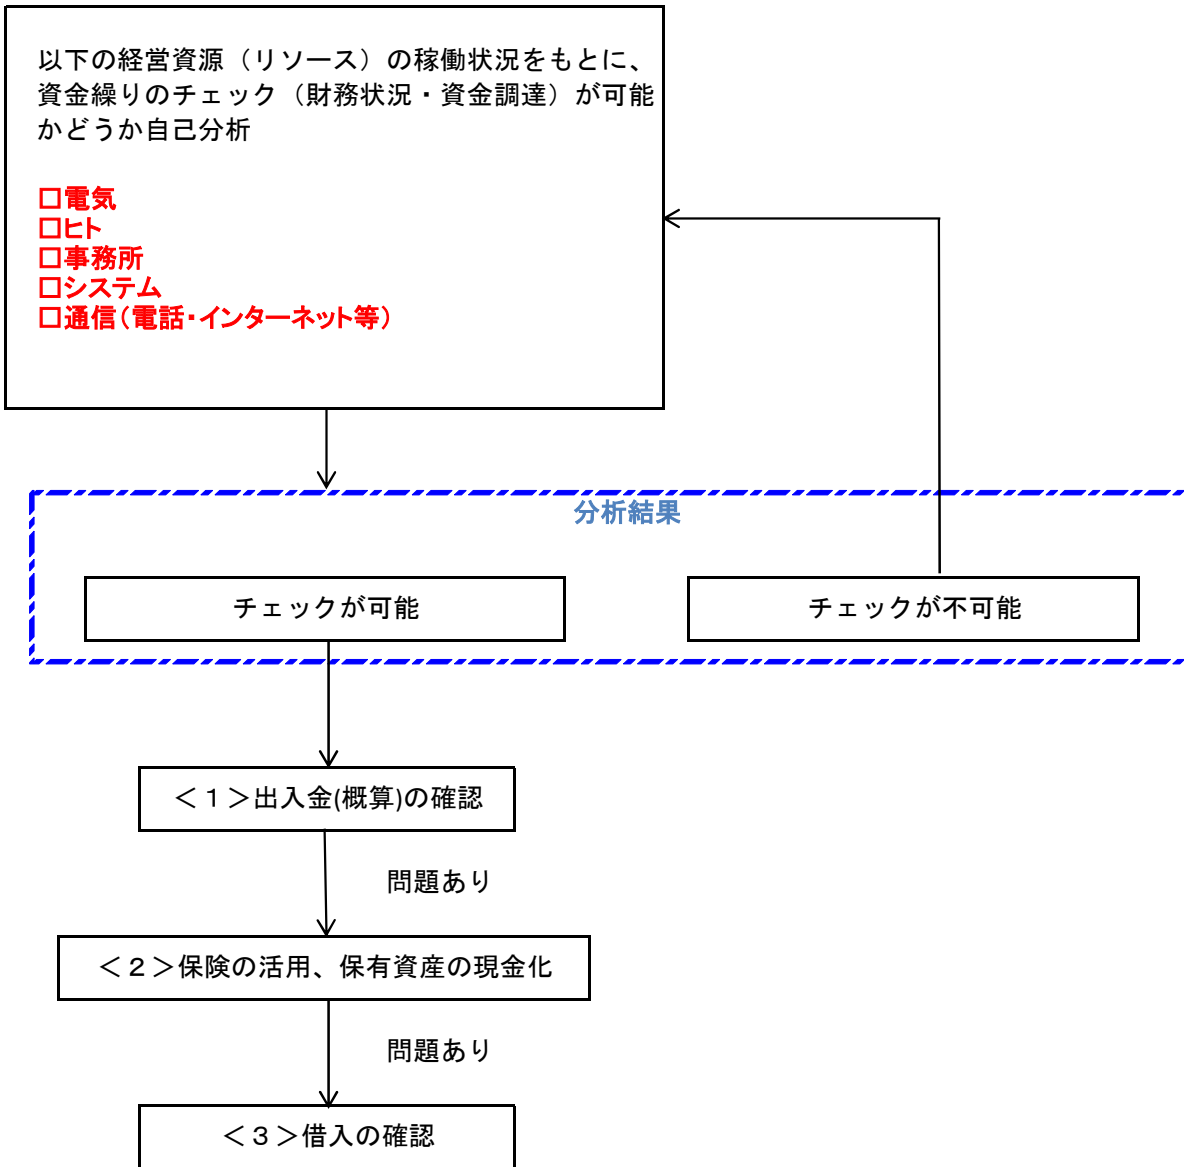 以下の経営資源（リソース）の稼働状況をもとに、
資金繰りのチェック（財務状況・資金調達）が可能
かどうか自己分析
□電気
□ヒト
□事務所
□システム
□通信（電話・インターネット等）
分析結果
チェックが可能
チェックが不可能
＜１＞出入金(概算)の確認
問題あり
＜２＞保険の活用、保有資産の現金化
問題あり
＜３＞借入の確認